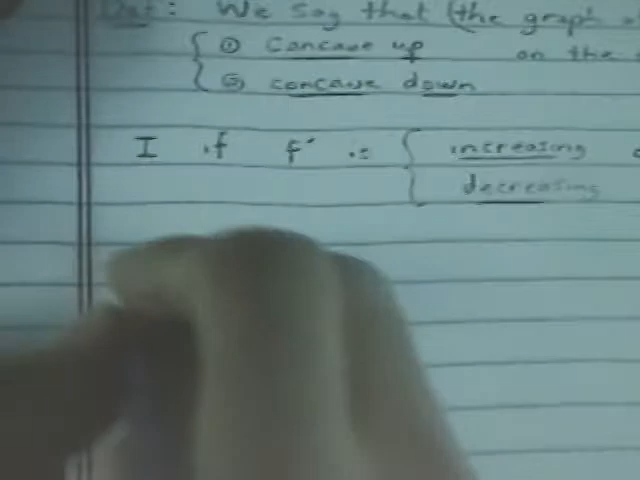 Def: We say that (the graph
{ ① concave up on the
② concave down
I if f' is { increasing
decreasing